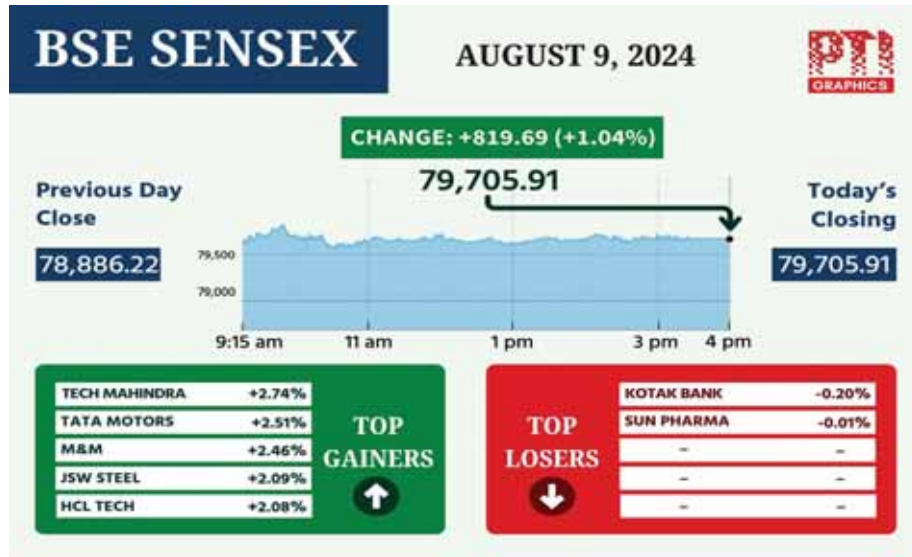 BSE SENSEX
AUGUST 9, 2024
PTI
GRAPHICS
CHANGE: +819.69 (+1.04%)
79,705.91
Previous Day
Close
78,886.22
Today's
Closing
79,705.91
79,500
79,000
9:15 am 11 am 1 pm 3 pm 4 pm
TECH MAHINDRA +2.74%
TATA MOTORS +2.51%
M&M +2.46%
JSW STEEL +2.09%
HCL TECH +2.08%
TOP
GAINERS
TOP
LOSERS
KOTAK BANK -0.20%
SUN PHARMA -0.01%
– –
– –
– –